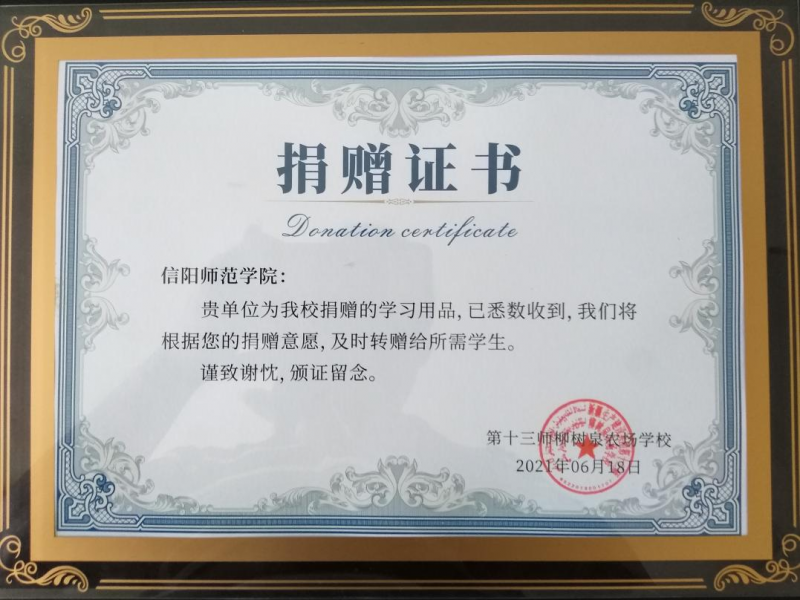 捐赠证书
Donation certificate
信阳师范学院：
贵单位为我校捐赠的学习用品，已悉数收到，我们将
根据您的捐赠意愿，及时转赠给所需学生。
谨致谢忱，颁证留念。
第十三师柳树泉农场学校
2021年06月18日